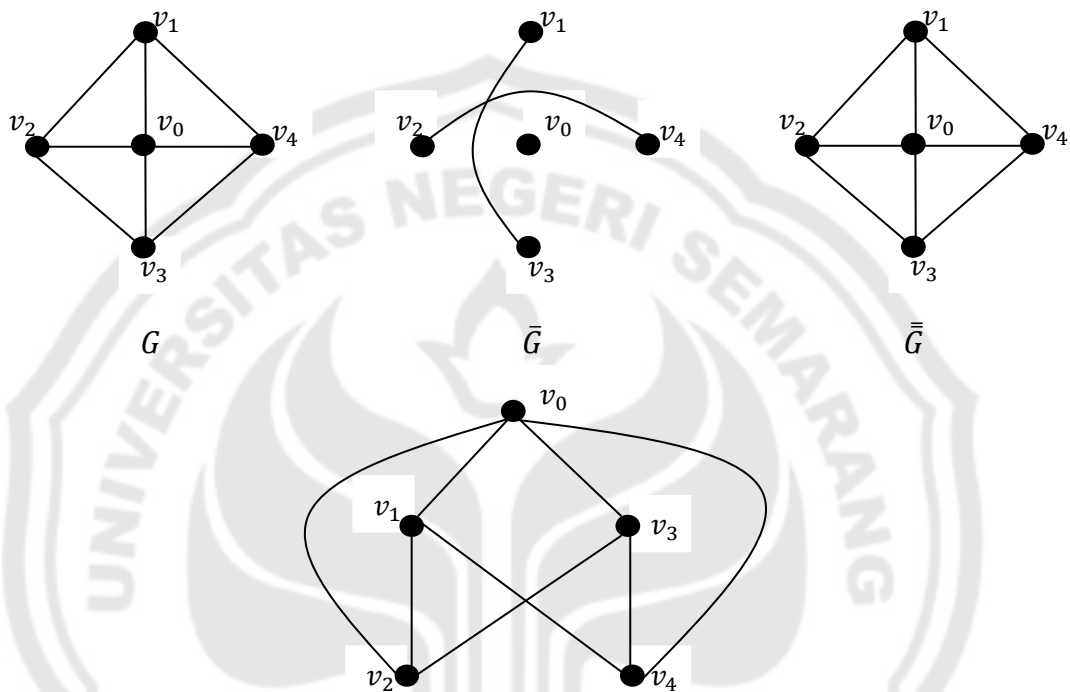 v₁ v₁ v₁
v₂ v₀ v₄ v₂ v₀ v₄ v₂ v₀ v₄
v₃ v₃ v₃
G Ḡ G̿
v₀
v₁ v₃
v₂ v₄
UNIVERSITAS NEGERI SEMARANG